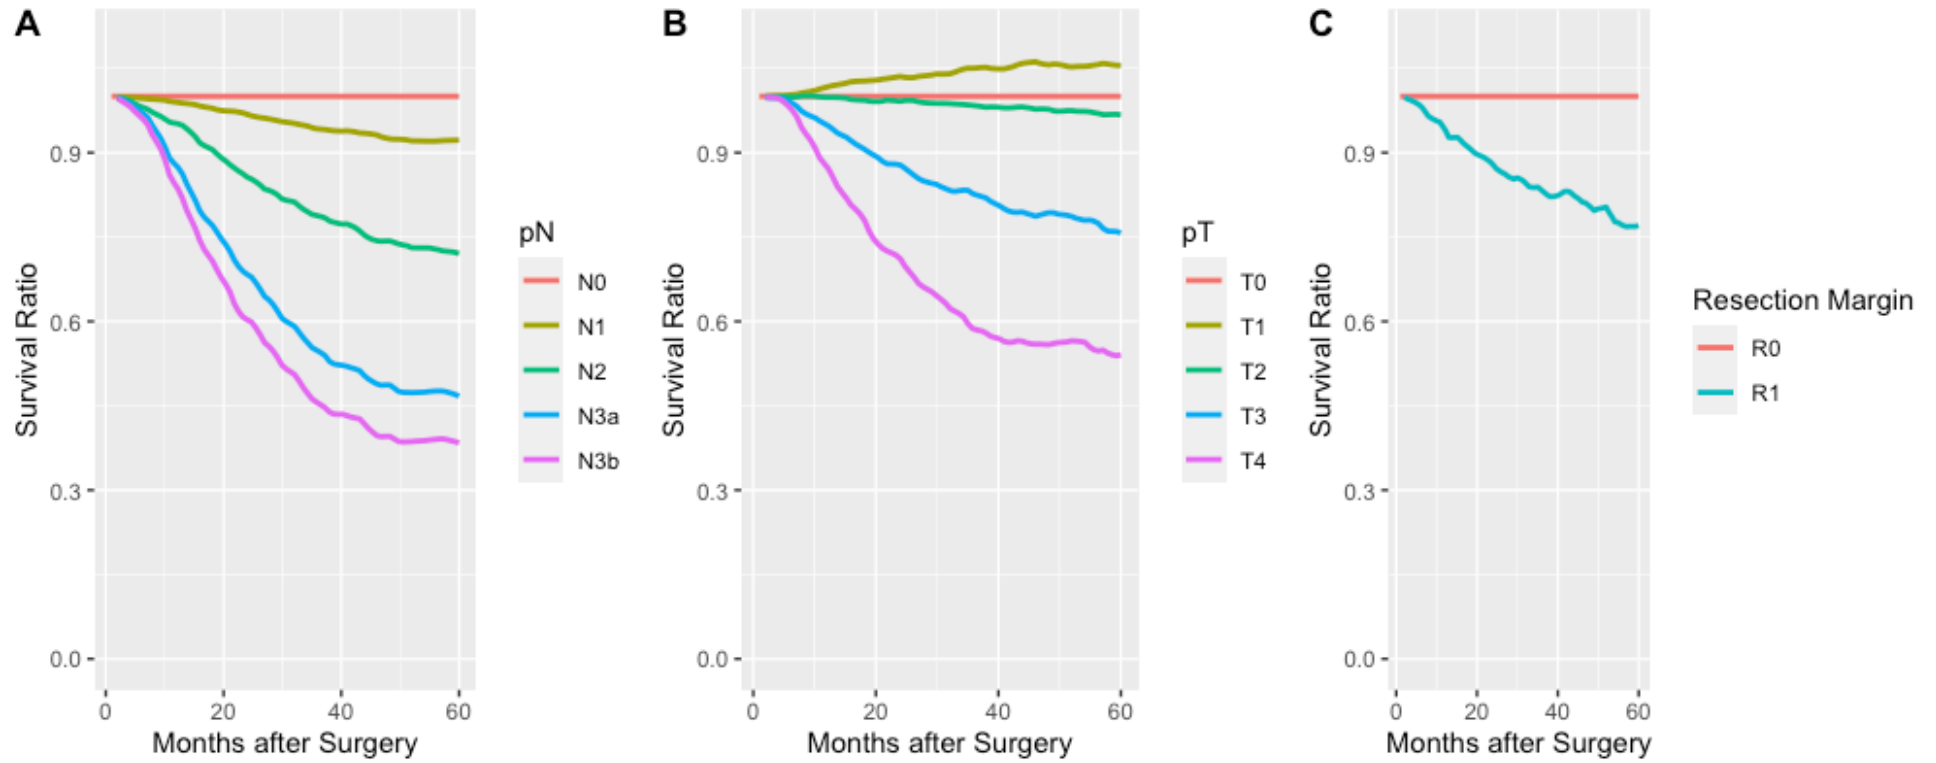 A
Survival Ratio
0.9
0.6
0.3
0.0
0 20 40 60
Months after Surgery
pN
N0
N1
N2
N3a
N3b
B
Survival Ratio
0.9
0.6
0.3
0.0
0 20 40 60
Months after Surgery
pT
T0
T1
T2
T3
T4
C
Survival Ratio
0.9
0.6
0.3
0.0
0 20 40 60
Months after Surgery
Resection Margin
R0
R1